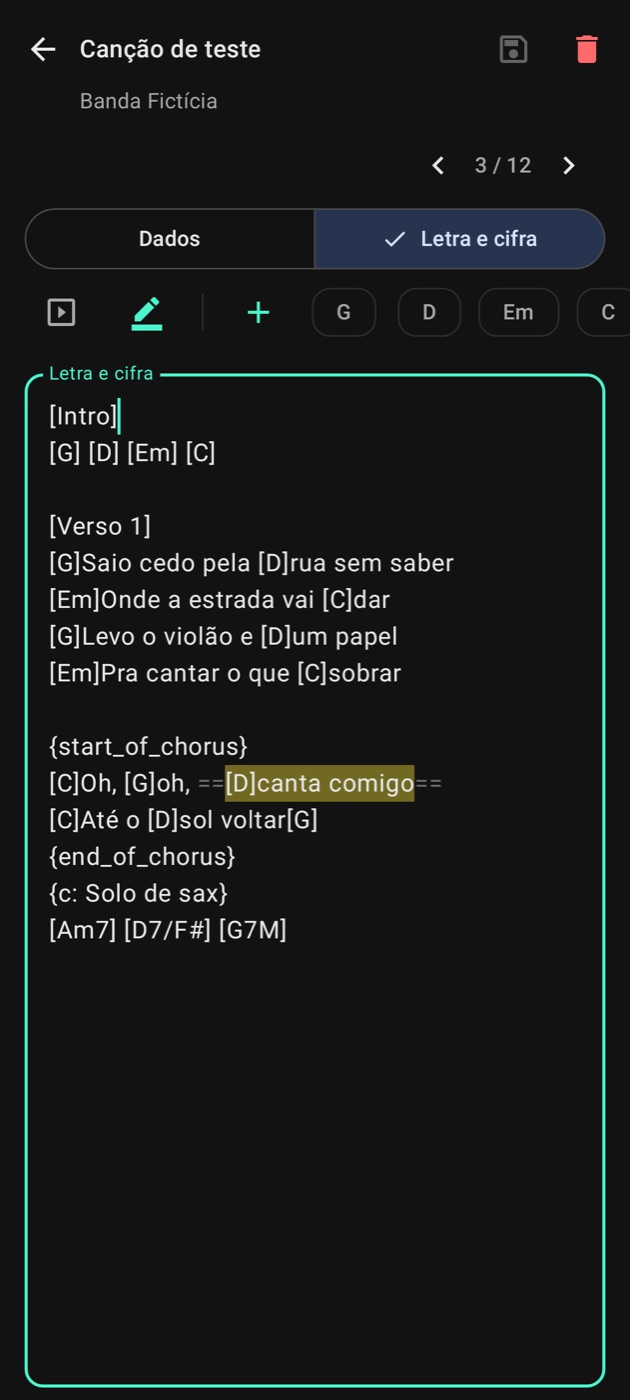 Canção de teste
Banda Fictícia
3 / 12
Dados
Letra e cifra
G
D
Em
C
Letra e cifra
[Intro]
[G] [D] [Em] [C]
[Verso 1]
[G]Saio cedo pela [D]rua sem saber
[Em]Onde a estrada vai [C]dar
[G]Levo o violão e [D]um papel
[Em]Pra cantar o que [C]sobrar
{start_of_chorus}
[C]Oh, [G]oh, ==[D]canta comigo==
[C]Até o [D]sol voltar[G]
{end_of_chorus}
{c: Solo de sax}
[Am7] [D7/F#] [G7M]